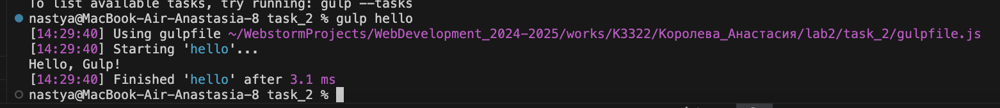 To list available tasks, try running: gulp --tasks
nastya@MacBook-Air-Anastasia-8 task_2 % gulp hello
[14:29:40] Using gulpfile ~/WebstormProjects/WebDevelopment_2024-2025/works/K3322/Королева_Анастасия/lab2/task_2/gulpfile.js
[14:29:40] Starting 'hello'...
Hello, Gulp!
[14:29:40] Finished 'hello' after 3.1 ms
nastya@MacBook-Air-Anastasia-8 task_2 %